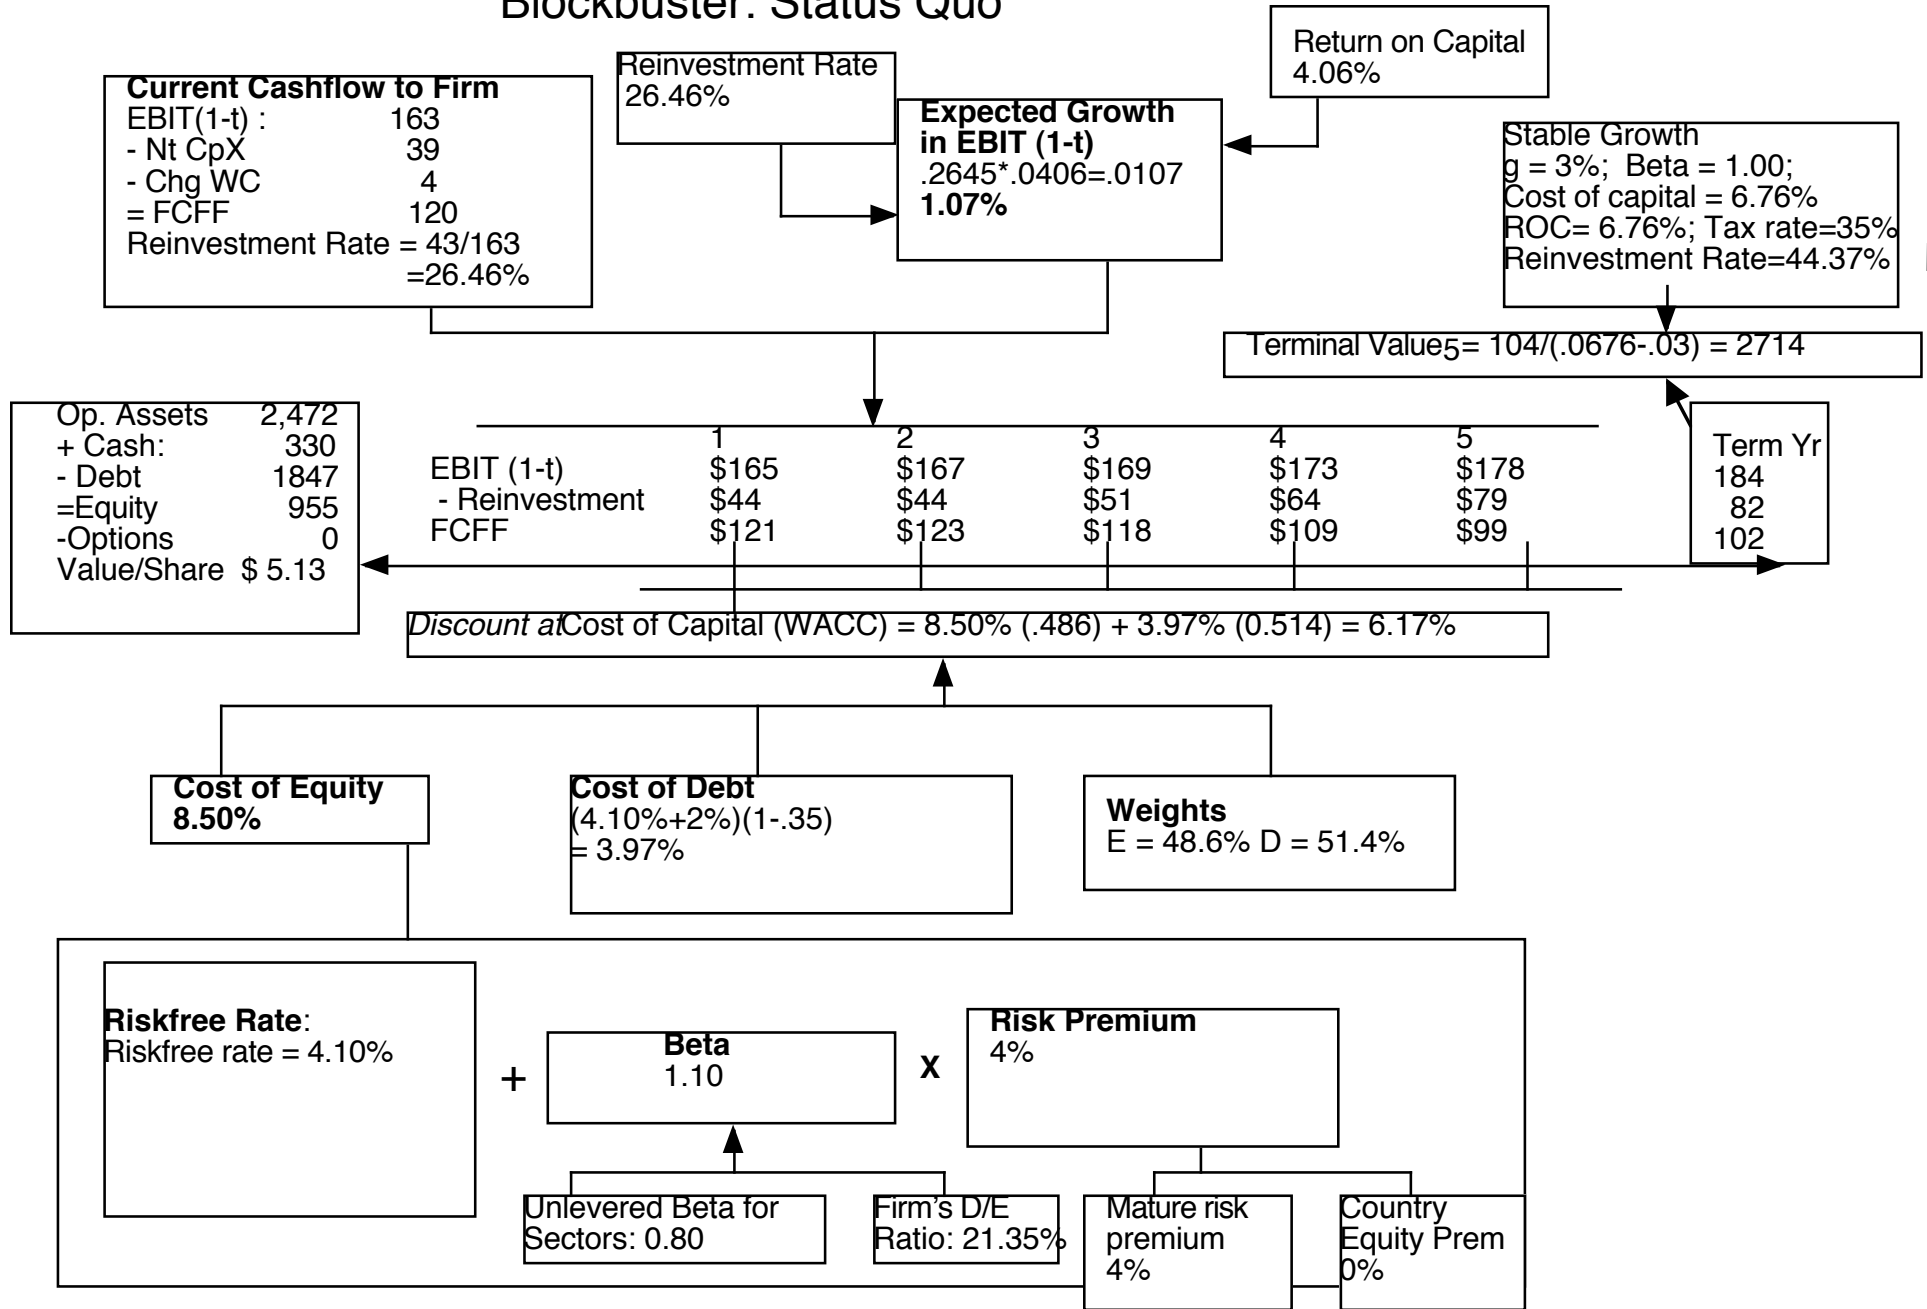 Blockbuster: Status Quo
Return on Capital
4.06%
Reinvestment Rate
26.46%
Current Cashflow to Firm
EBIT(1-t) : 163
- Nt CpX 39
- Chg WC 4
= FCFF 120
Reinvestment Rate = 43/163
=26.46%
Expected Growth
in EBIT (1-t)
.2645*.0406=.0107
1.07%
Stable Growth
g = 3%; Beta = 1.00;
Cost of capital = 6.76%
ROC= 6.76%; Tax rate=35%
Reinvestment Rate=44.37%
Terminal Value5= 104/(.0676-.03) = 2714
Op. Assets 2,472
+ Cash: 330
- Debt 1847
=Equity 955
-Options 0
Value/Share $ 5.13
1 2 3 4 5
EBIT (1-t) $165 $167 $169 $173 $178
- Reinvestment $44 $44 $51 $64 $79
FCFF $121 $123 $118 $109 $99
Term Yr
184
82
102
Discount at Cost of Capital (WACC) = 8.50% (.486) + 3.97% (0.514) = 6.17%
Cost of Equity
8.50%
Cost of Debt
(4.10%+2%)(1-.35)
= 3.97%
Weights
E = 48.6% D = 51.4%
Riskfree Rate:
Riskfree rate = 4.10%
+
Beta
1.10
X
Risk Premium
4%
Unlevered Beta for
Sectors: 0.80
Firm's D/E
Ratio: 21.35%
Mature risk
premium
4%
Country
Equity Prem
0%